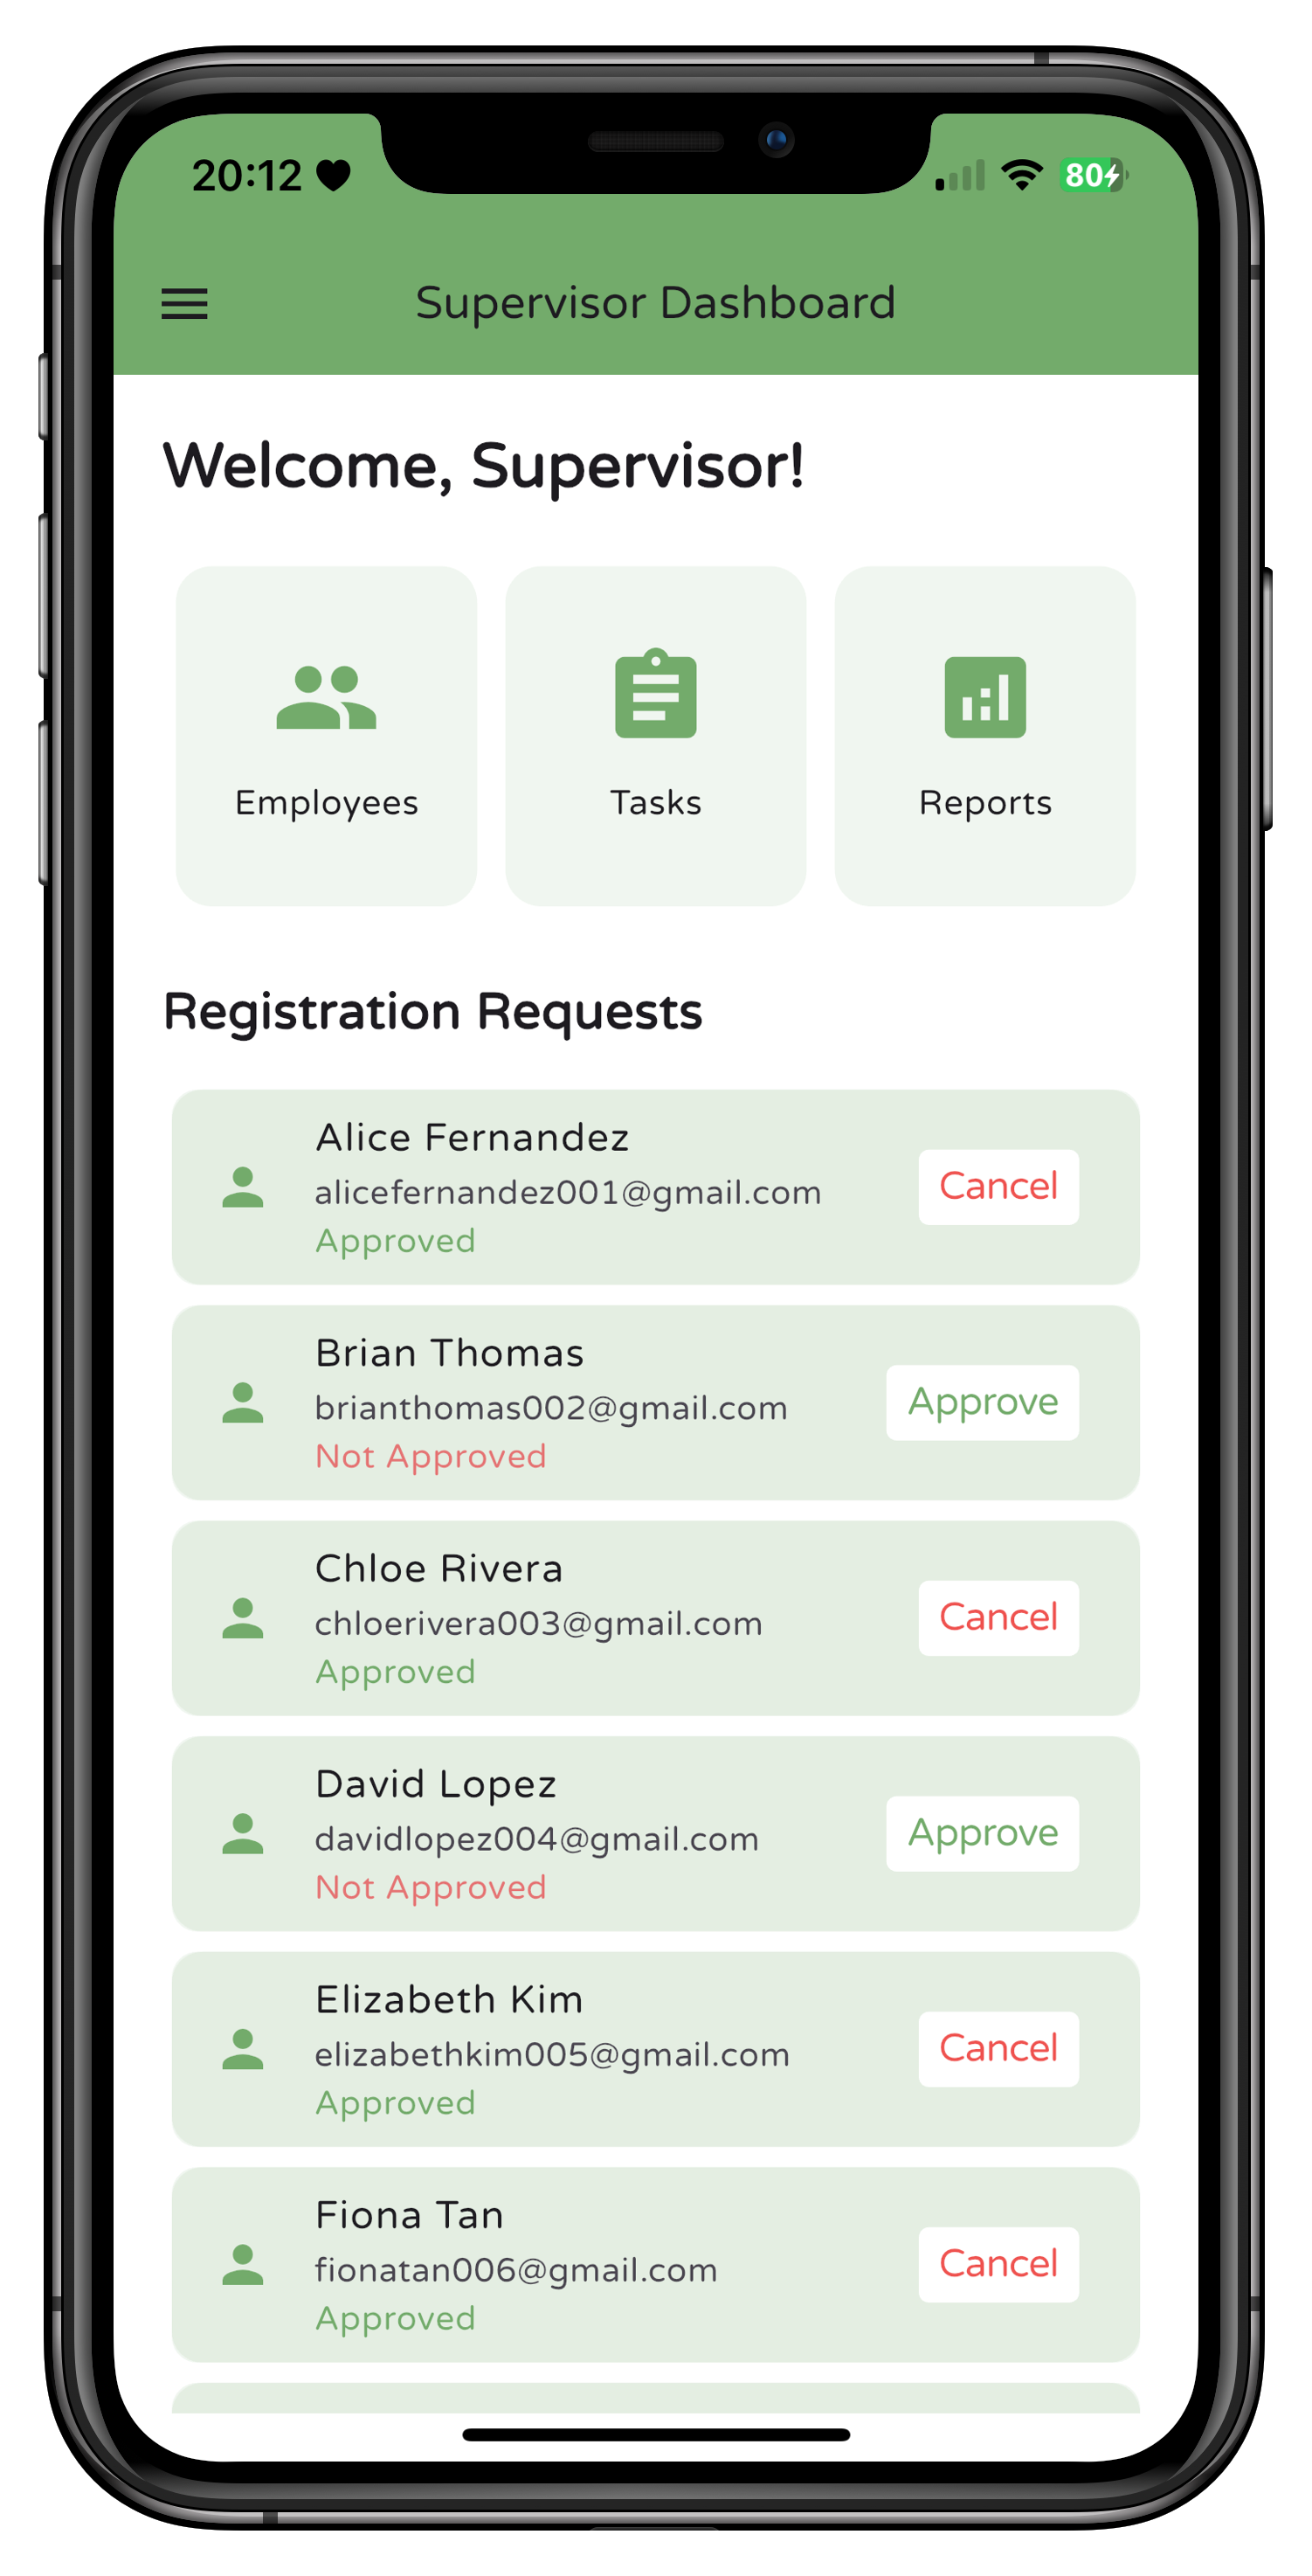 20:12
80
Supervisor Dashboard
Welcome, Supervisor!
Employees
Tasks
Reports
Registration Requests
Alice Fernandez
alicefernandez001@gmail.com
Approved
Cancel
Brian Thomas
brianthomas002@gmail.com
Not Approved
Approve
Chloe Rivera
chloerivera003@gmail.com
Approved
Cancel
David Lopez
davidlopez004@gmail.com
Not Approved
Approve
Elizabeth Kim
elizabethkim005@gmail.com
Approved
Cancel
Fiona Tan
fionatan006@gmail.com
Approved
Cancel